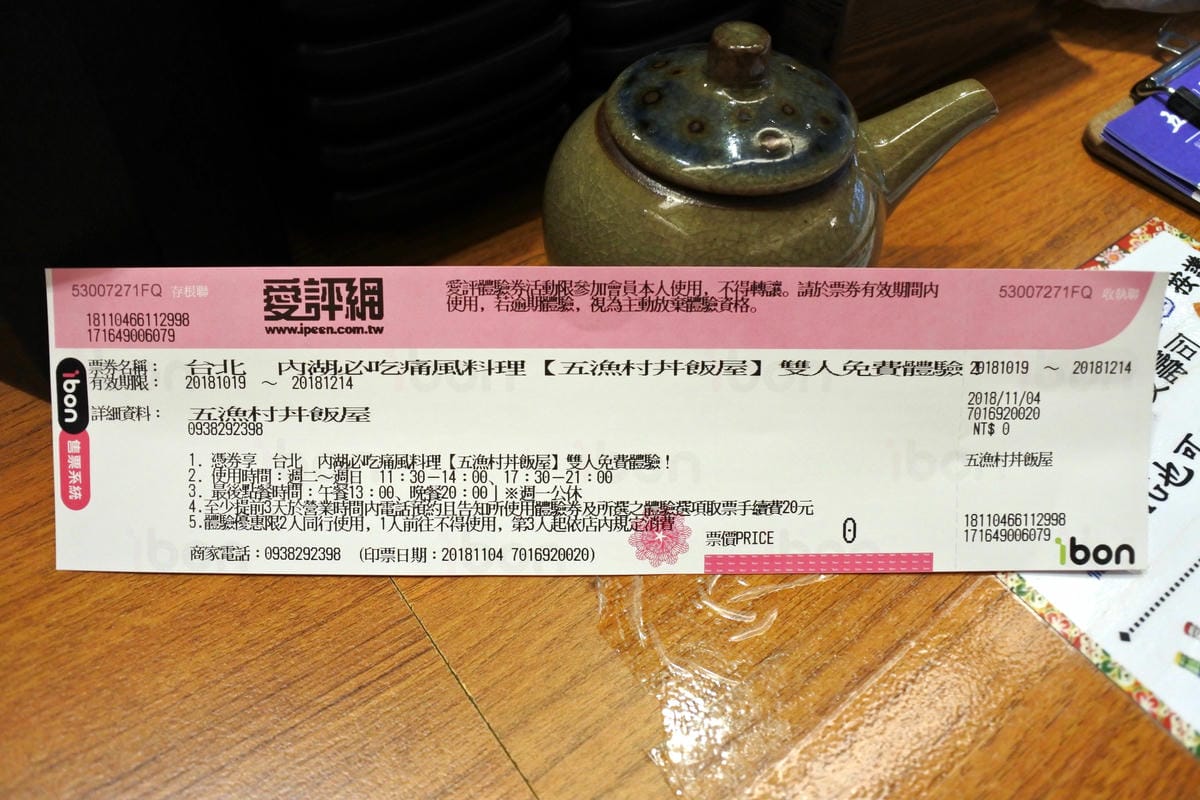 53007271FQ 存根聯
18110466112998
171649006079
愛評網
www.ipeen.com.tw
愛評體驗券活動限參加會員本人使用，不得轉讓。請於票券有效期間內
使用，若逾期體驗，視為主動放棄體驗資格。
53007271FQ 收執聯
ibon
售票系統
票券名稱： 台北 內湖必吃痛風料理【五漁村丼飯屋】雙人免費體驗
有效期限： 20181019 ～ 20181214
詳細資料： 五漁村丼飯屋
0938292398
1. 憑券享 台北 內湖必吃痛風料理【五漁村丼飯屋】雙人免費體驗！
2. 使用時間：週二～週日 11:30－14:00、17:30－21:00
3. 最後點餐時間：午餐13:00、晚餐20:00｜※週一公休
4.至少提前3天於營業時間內電話預約且告知所使用體驗券及所選之體驗選項取票手續費20元
5.體驗優惠限2人同行使用，1人前往不得使用，第3人起依店內規定消費
商家電話：0938292398 (印票日期：20181104 7016920020)
票價PRICE 0
20181019 ～ 20181214
2018/11/04
7016920020
NT$ 0
五漁村丼飯屋
18110466112998
171649006079
ibon
可
也